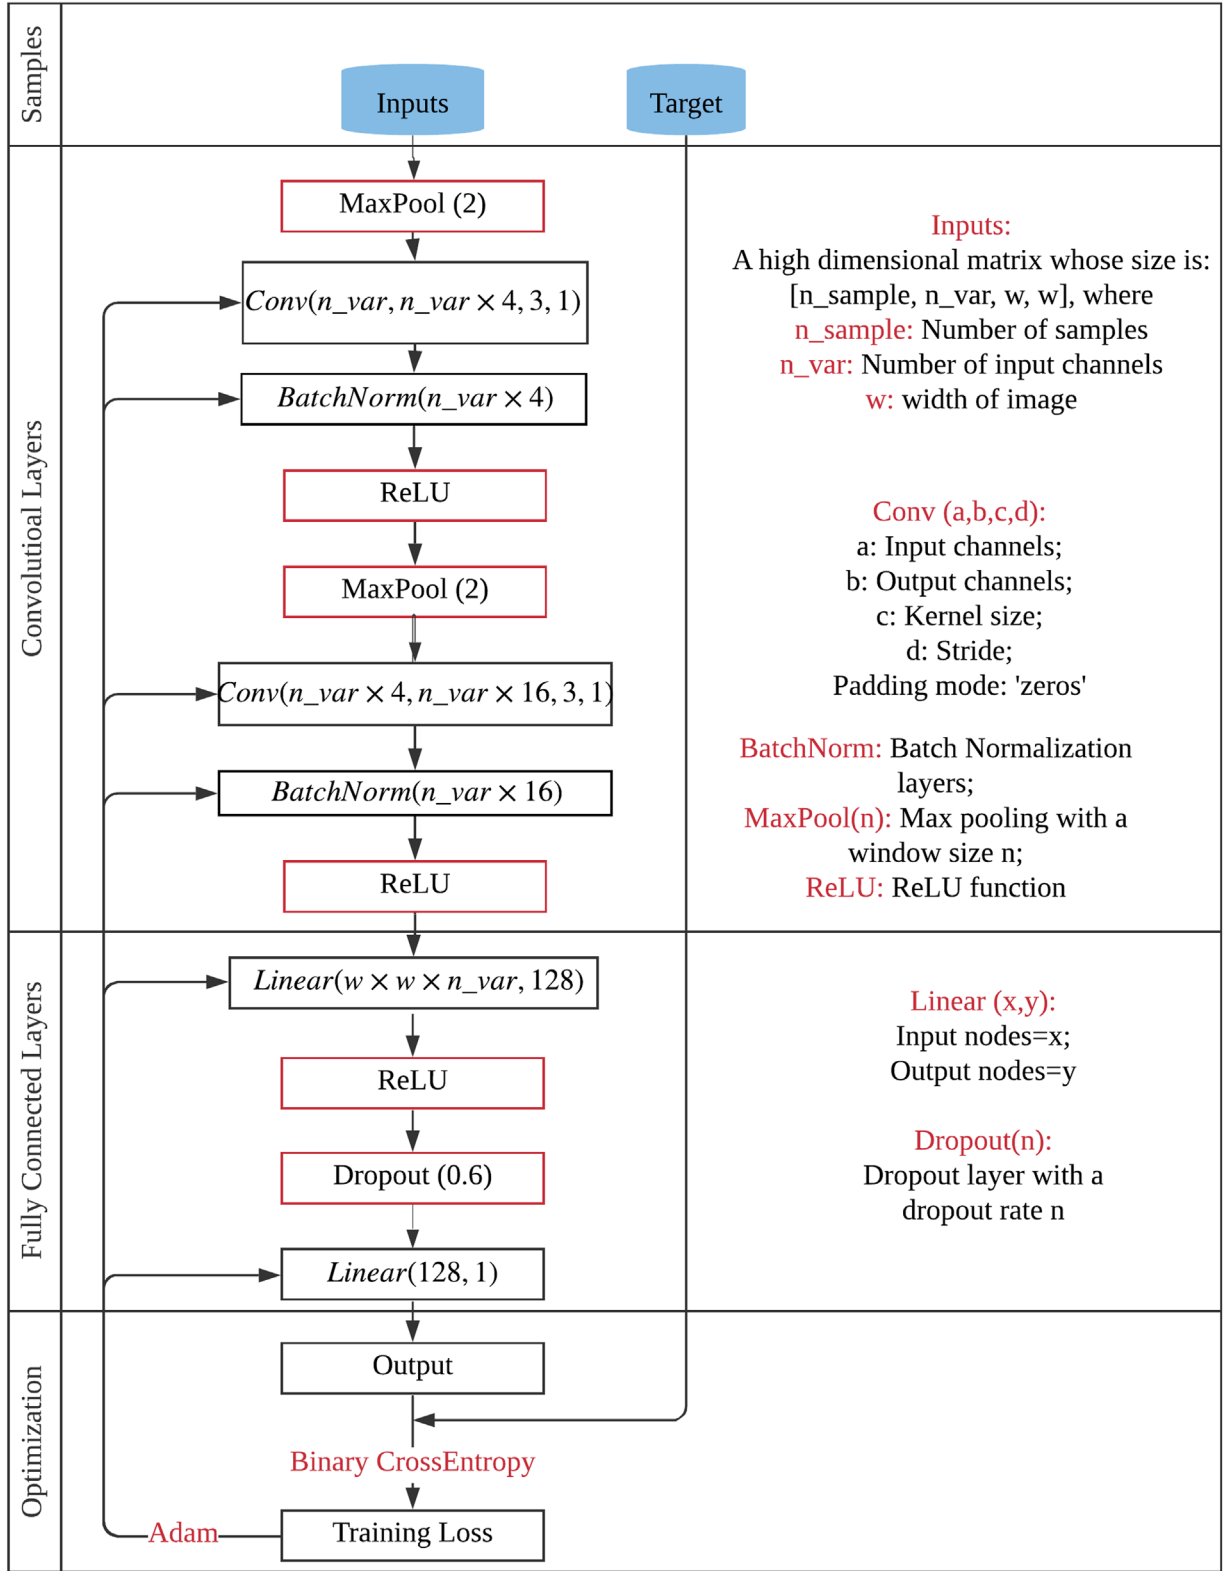 Samples
Inputs
Target
Convolutioal Layers
MaxPool (2)
Conv(n_var, n_var × 4, 3, 1)
BatchNorm(n_var × 4)
ReLU
MaxPool (2)
Conv(n_var × 4, n_var × 16, 3, 1)
BatchNorm(n_var × 16)
ReLU
Inputs:
A high dimensional matrix whose size is:
[n_sample, n_var, w, w], where
n_sample: Number of samples
n_var: Number of input channels
w: width of image
Conv (a,b,c,d):
a: Input channels;
b: Output channels;
c: Kernel size;
d: Stride;
Padding mode: 'zeros'
BatchNorm: Batch Normalization
layers;
MaxPool(n): Max pooling with a
window size n;
ReLU: ReLU function
Fully Connected Layers
Linear(w × w × n_var, 128)
ReLU
Dropout (0.6)
Linear(128, 1)
Linear (x,y):
Input nodes=x;
Output nodes=y
Dropout(n):
Dropout layer with a
dropout rate n
Optimization
Output
Binary CrossEntropy
Adam
Training Loss